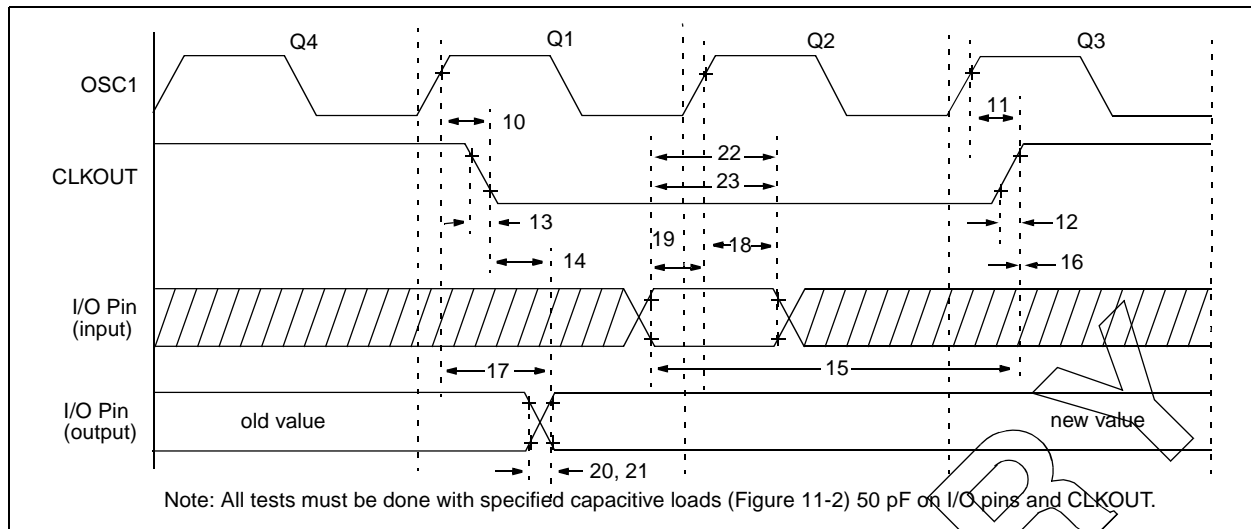 Q4
Q1
Q2
Q3
OSC1
10
11
22
CLKOUT
23
13
12
19
18
14
16
I/O Pin
(input)
17
15
I/O Pin
(output)
old value
new value
20, 21
Note: All tests must be done with specified capacitive loads (Figure 11-2) 50 pF on I/O pins and CLKOUT.
R
Y